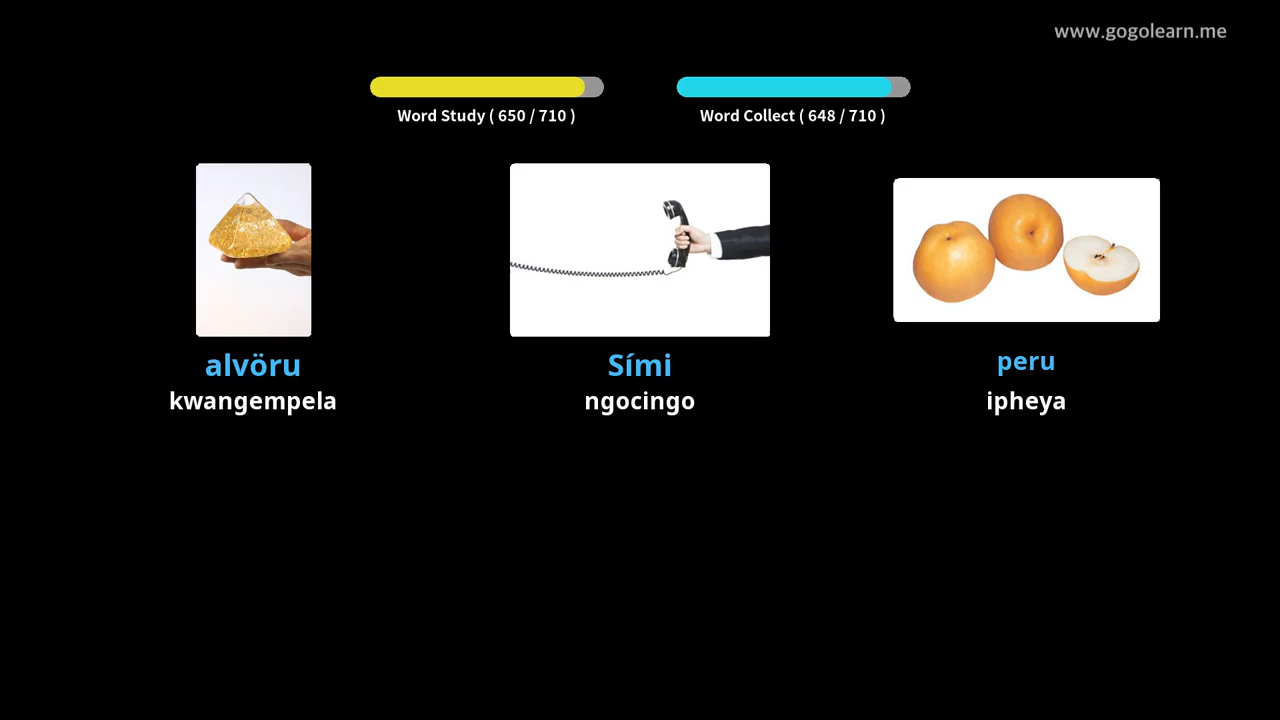 www.gogolearn.me
Word Study ( 650 / 710 )
Word Collect ( 648 / 710 )
alvöru
kwangempela
Sími
ngocingo
peru
ipheya